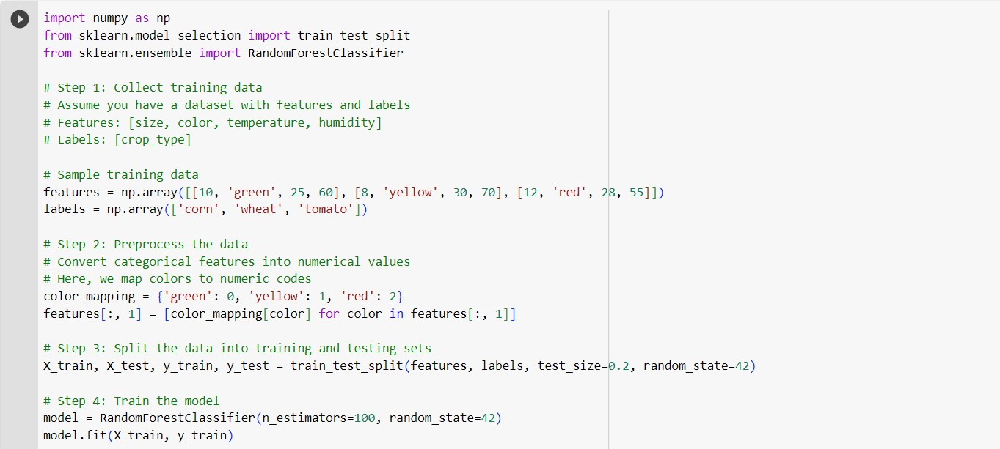 import numpy as np
from sklearn.model_selection import train_test_split
from sklearn.ensemble import RandomForestClassifier
# Step 1: Collect training data
# Assume you have a dataset with features and labels
# Features: [size, color, temperature, humidity]
# Labels: [crop_type]
# Sample training data
features = np.array([[10, 'green', 25, 60], [8, 'yellow', 30, 70], [12, 'red', 28, 55]])
labels = np.array(['corn', 'wheat', 'tomato'])
# Step 2: Preprocess the data
# Convert categorical features into numerical values
# Here, we map colors to numeric codes
color_mapping = {'green': 0, 'yellow': 1, 'red': 2}
features[:, 1] = [color_mapping[color] for color in features[:, 1]]
# Step 3: Split the data into training and testing sets
X_train, X_test, y_train, y_test = train_test_split(features, labels, test_size=0.2, random_state=42)
# Step 4: Train the model
model = RandomForestClassifier(n_estimators=100, random_state=42)
model.fit(X_train, y_train)